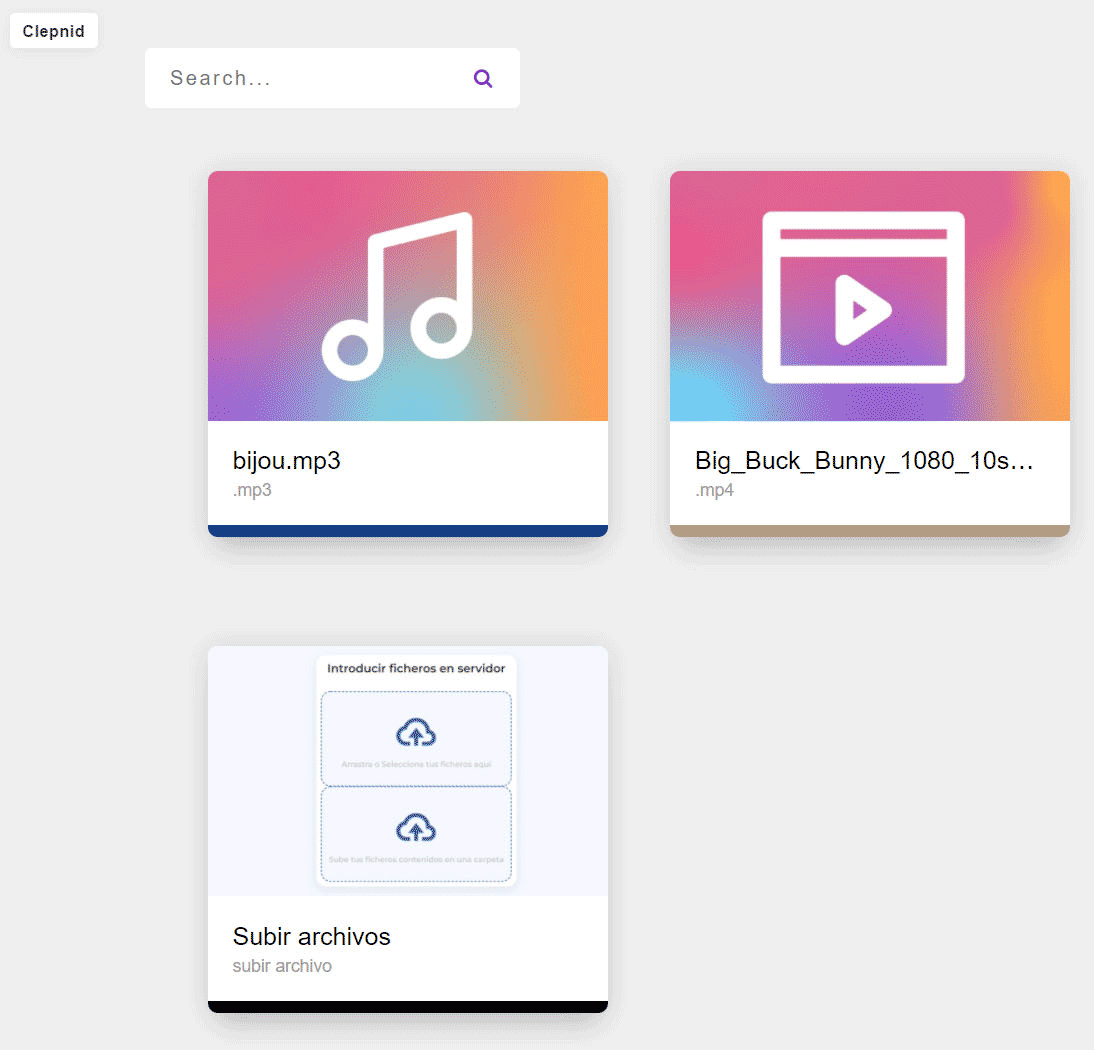 Clepnid
Search...
bijou.mp3
.mp3
Big_Buck_Bunny_1080_10s...
.mp4
Introducir ficheros en servidor
Arrastra o Selecciona tus ficheros aquí
Sube tus ficheros contenidos en una carpeta
Subir archivos
subir archivo